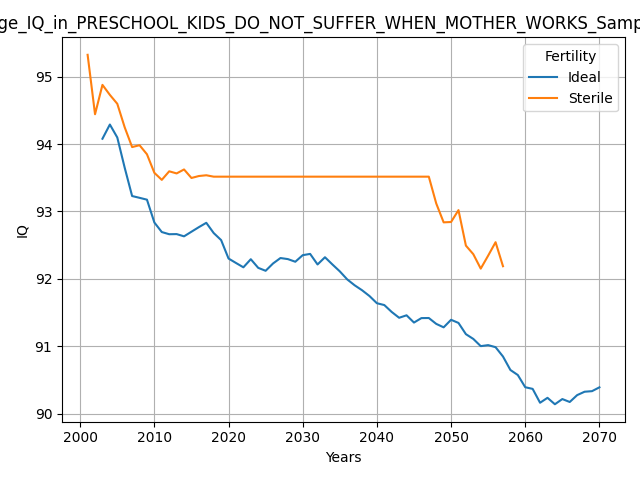 ge_IQ_in_PRESCHOOL_KIDS_DO_NOT_SUFFER_WHEN_MOTHER_WORKS_Samp
Fertility
Ideal
Sterile
95
94
93
92
91
90
IQ
2000 2010 2020 2030 2040 2050 2060 2070
Years